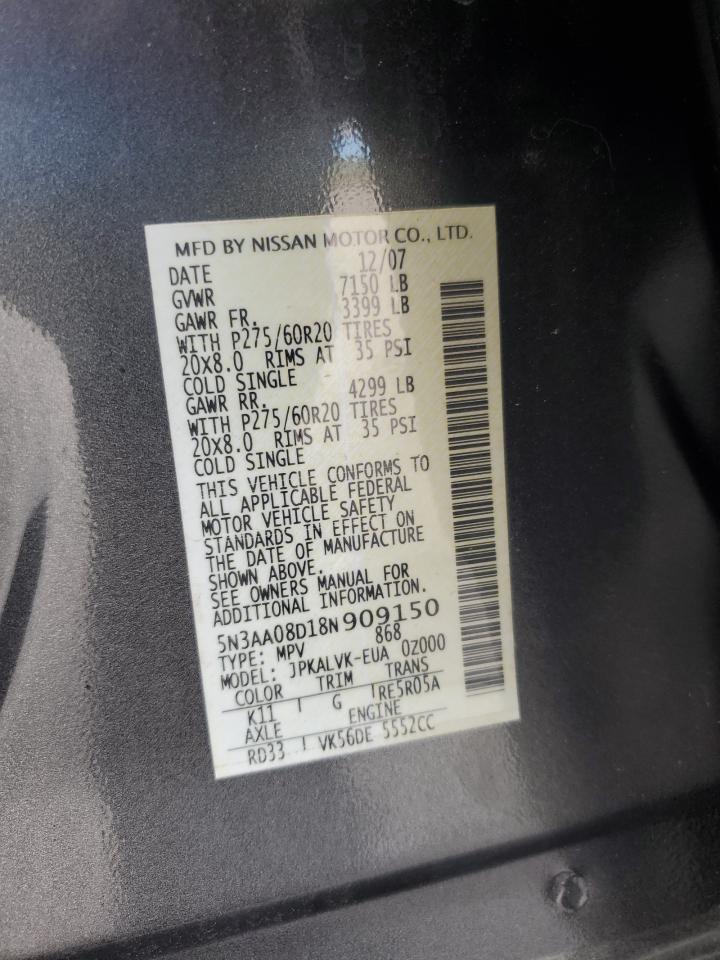 MFD BY NISSAN MOTOR CO., LTD.
DATE 12/07
GVWR 7150 LB
GAWR FR. 3399 LB
WITH P275/60R20 TIRES
20X8.0 RIMS AT 35 PSI
COLD SINGLE -
GAWR RR. 4299 LB
WITH P275/60R20 TIRES
20X8.0 RIMS AT 35 PSI
COLD SINGLE
THIS VEHICLE CONFORMS TO
ALL APPLICABLE FEDERAL
MOTOR VEHICLE SAFETY
STANDARDS IN EFFECT ON
THE DATE OF MANUFACTURE
SHOWN ABOVE.
SEE OWNERS MANUAL FOR
ADDITIONAL INFORMATION.
5N3AA08D18N909150
TYPE: MPV 868
MODEL: JPKALVK-EUA 0Z000
COLOR TRIM TRANS
K11 G RE5R05A
AXLE ENGINE
RD33 VK56DE 5552CC